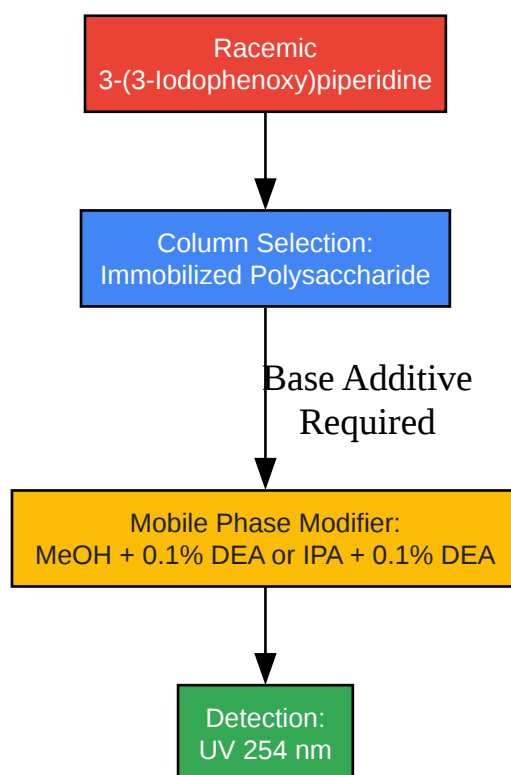 Racemic
3-(3-Iodophenoxy)piperidine
Column Selection:
Immobilized Polysaccharide
Base Additive
Required
Mobile Phase Modifier:
MeOH + 0.1% DEA or IPA + 0.1% DEA
Detection:
UV 254 nm